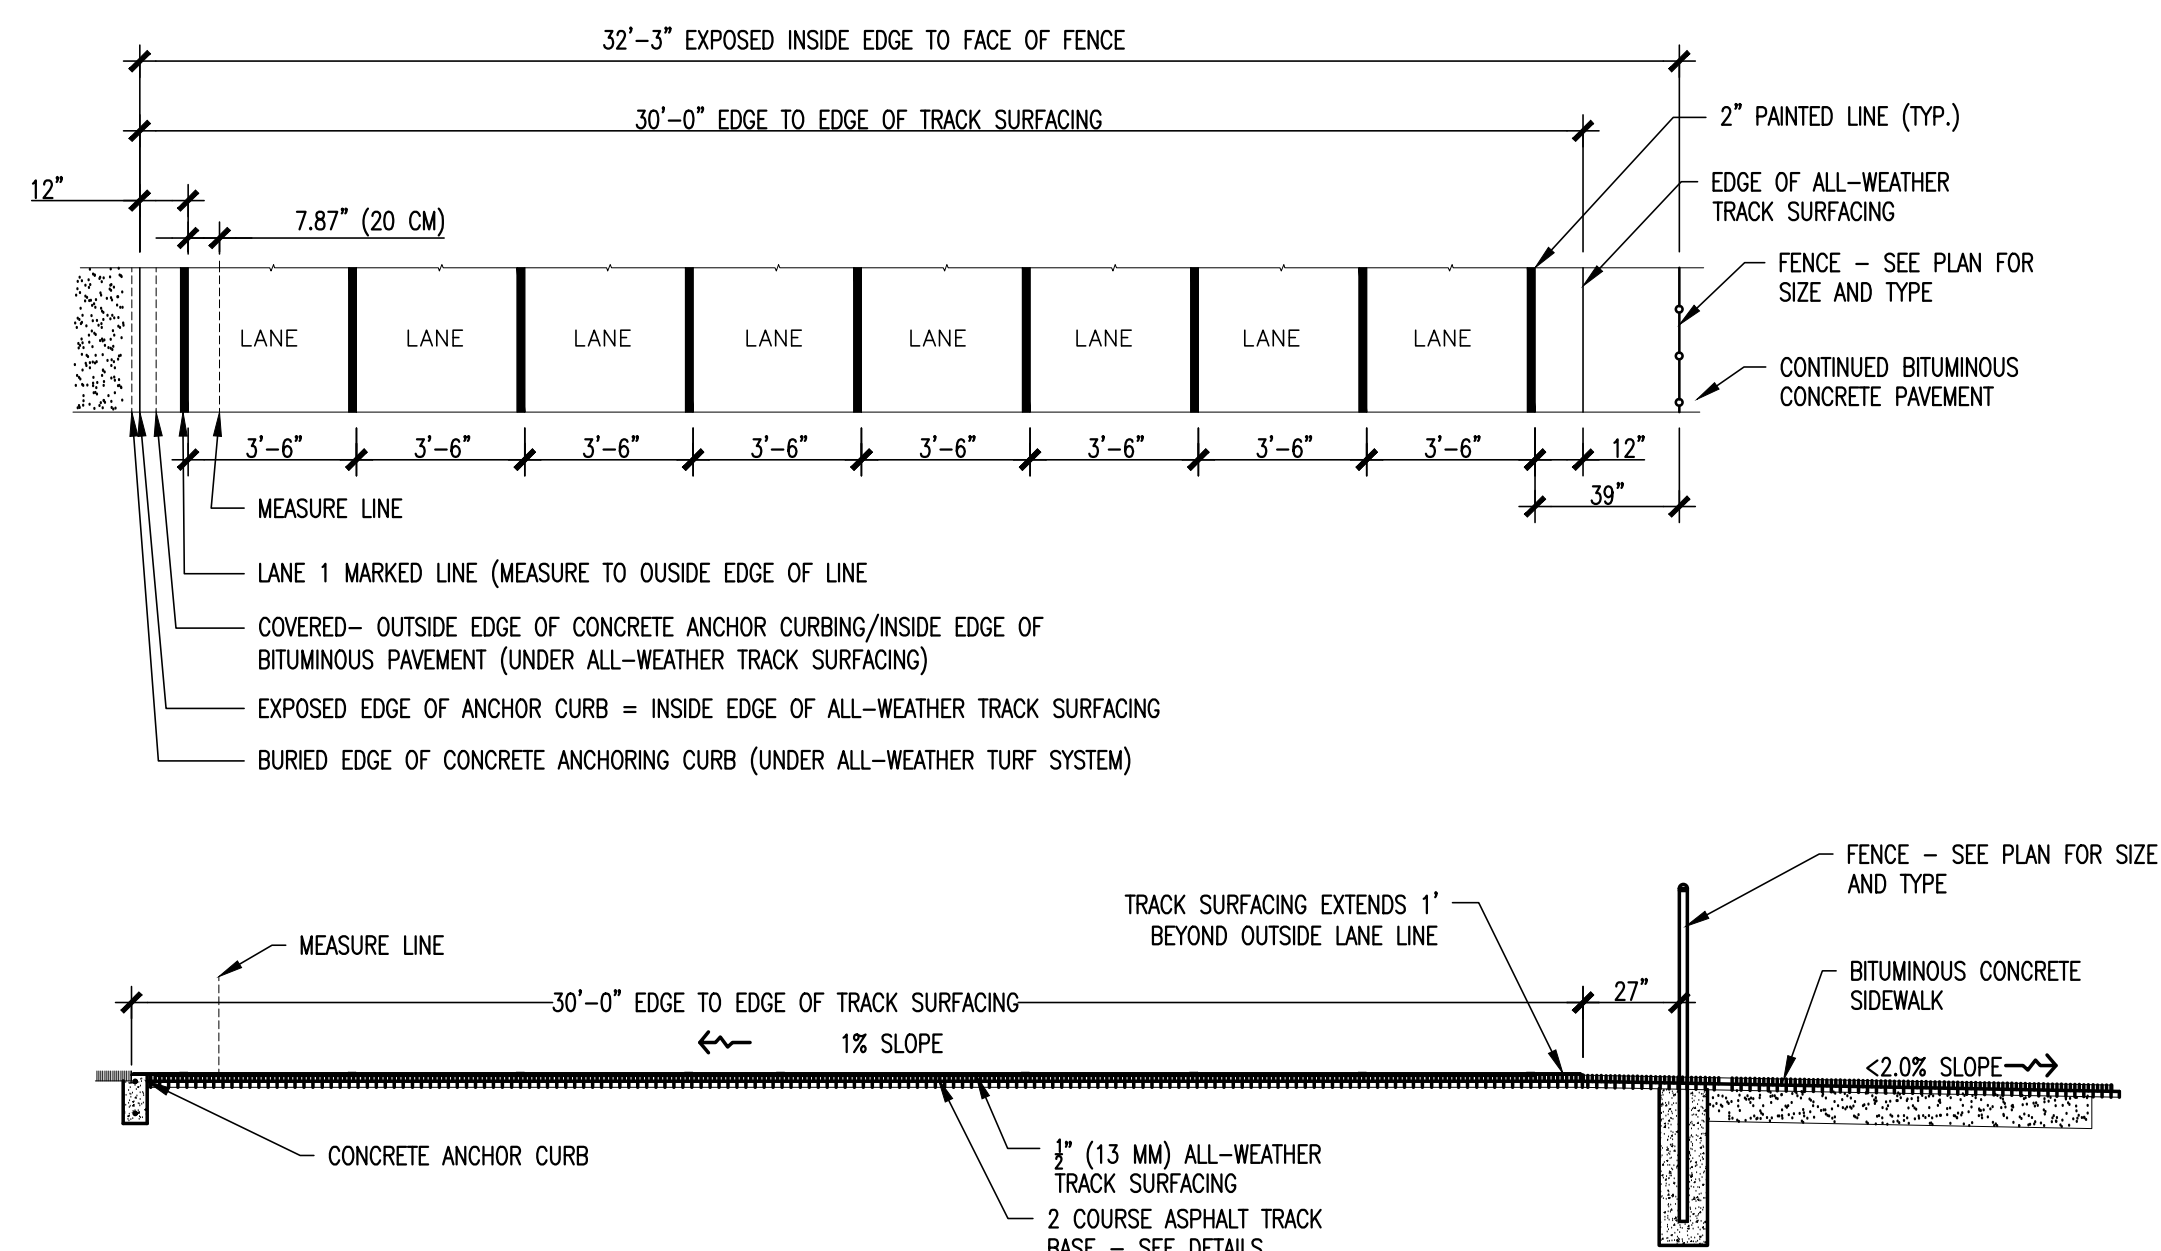 32'-3" EXPOSED INSIDE EDGE TO FACE OF FENCE
30'-0" EDGE TO EDGE OF TRACK SURFACING
2" PAINTED LINE (TYP.)
EDGE OF ALL-WEATHER
TRACK SURFACING
12"
7.87" (20 CM)
FENCE - SEE PLAN FOR
SIZE AND TYPE
LANE LANE LANE LANE LANE LANE LANE LANE
CONTINUED BITUMINOUS
CONCRETE PAVEMENT
3'-6" 3'-6" 3'-6" 3'-6" 3'-6" 3'-6" 3'-6" 3'-6" 12"
39"
MEASURE LINE
LANE 1 MARKED LINE (MEASURE TO OUSIDE EDGE OF LINE
COVERED- OUTSIDE EDGE OF CONCRETE ANCHOR CURBING/INSIDE EDGE OF
BITUMINOUS PAVEMENT (UNDER ALL-WEATHER TRACK SURFACING)
EXPOSED EDGE OF ANCHOR CURB = INSIDE EDGE OF ALL-WEATHER TRACK SURFACING
BURIED EDGE OF CONCRETE ANCHORING CURB (UNDER ALL-WEATHER TURF SYSTEM)
FENCE - SEE PLAN FOR SIZE
AND TYPE
TRACK SURFACING EXTENDS 1'
BEYOND OUTSIDE LANE LINE
MEASURE LINE
BITUMINOUS CONCRETE
SIDEWALK
30'-0" EDGE TO EDGE OF TRACK SURFACING
27"
1% SLOPE
<2.0% SLOPE
CONCRETE ANCHOR CURB
½" (13 MM) ALL-WEATHER
TRACK SURFACING
2 COURSE ASPHALT TRACK
BASE - SEE DETAILS